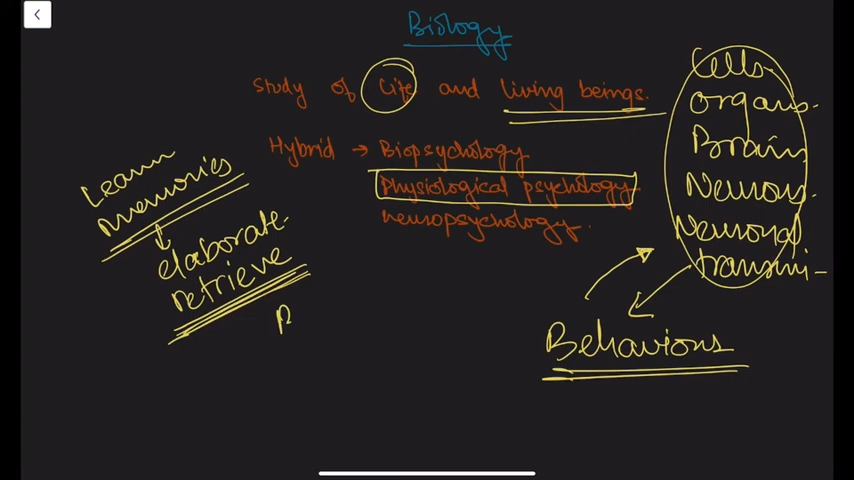 Biology
Study of Life and living beings.
Hybrid → Biopsychology
Physiological psychology
neuropsychology.
Cells.
organs.
Brain
Neurons.
Neuronal
transmi-
Behaviours
Learn
memories
elaborate.
retrieve
P